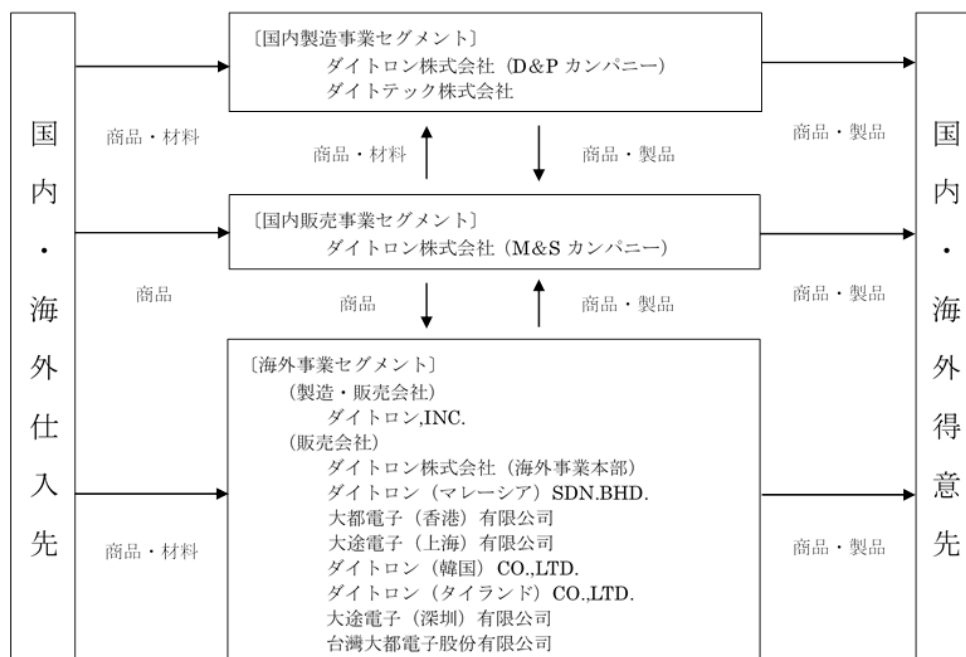 国内・海外仕入先
〔国内製造事業セグメント〕
ダイトロン株式会社（D&P カンパニー）
ダイトテック株式会社
商品・材料
商品・材料
商品・製品
商品・製品
〔国内販売事業セグメント〕
ダイトロン株式会社（M&S カンパニー）
商品
商品
商品・製品
商品・製品
〔海外事業セグメント〕
（製造・販売会社）
ダイトロン,INC.
（販売会社）
ダイトロン株式会社（海外事業本部）
ダイトロン（マレーシア）SDN.BHD.
大都電子（香港）有限公司
大途電子（上海）有限公司
ダイトロン（韓国）CO.,LTD.
ダイトロン（タイランド）CO.,LTD.
大途電子（深圳）有限公司
台灣大都電子股份有限公司
商品・材料
商品・製品
国内・海外得意先